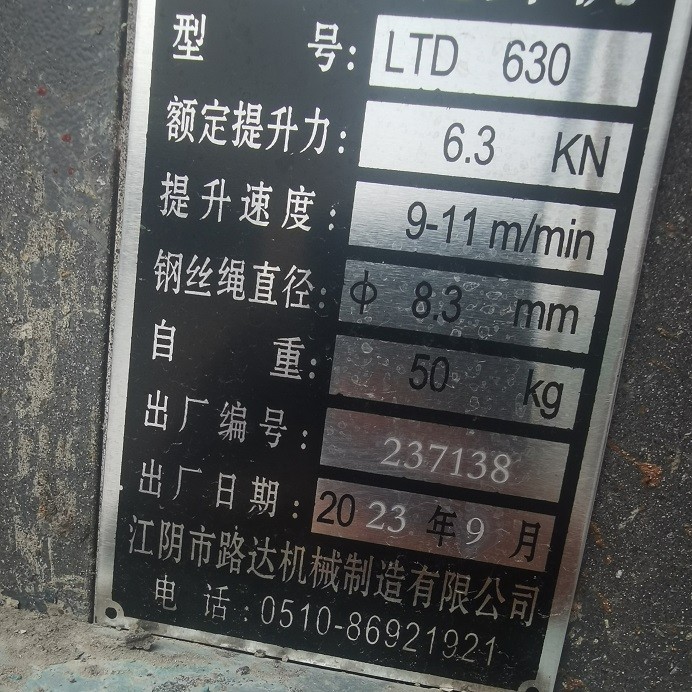 型号: LTD 630
额定提升力: 6.3 KN
提升速度: 9-11 m/min
钢丝绳直径: φ 8.3 mm
自重: 50 kg
出厂编号: 237138
出厂日期: 2023年9月
江阴市路达机械制造有限公司
电话: 0510-86921921